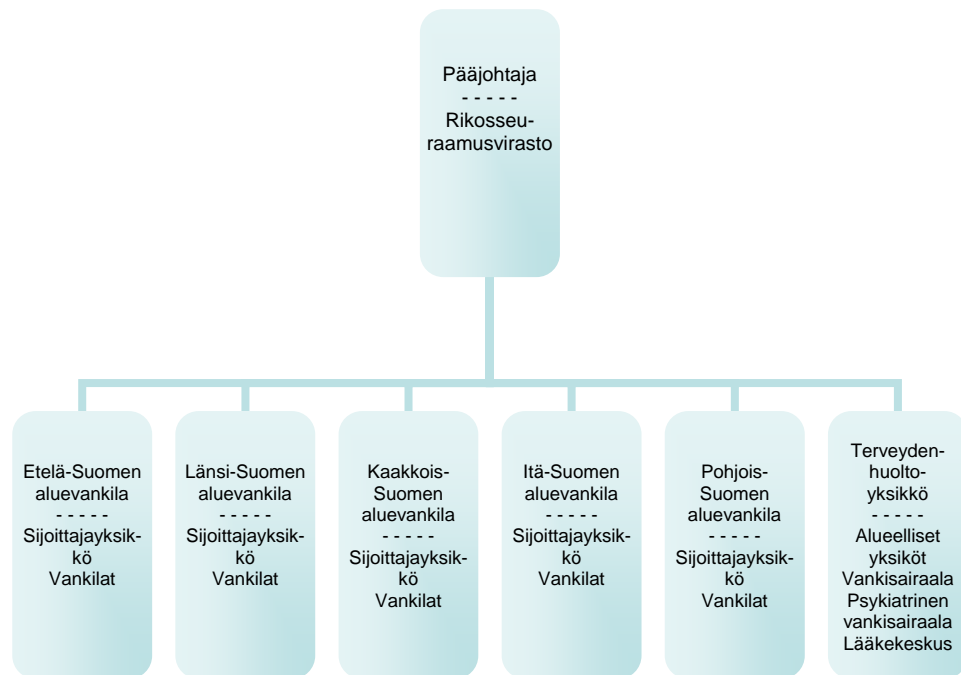 Pääjohtaja
- - - - -
Rikosseu-
raamusvirasto
Etelä-Suomen
aluevankila
- - - - -
Sijoittajayksik-
kö
Vankilat
Länsi-Suomen
aluevankila
- - - - -
Sijoittajayksik-
kö
Vankilat
Kaakkois-
Suomen
aluevankila
- - - - -
Sijoittajayksik-
kö
Vankilat
Itä-Suomen
aluevankila
- - - - -
Sijoittajayksik-
kö
Vankilat
Pohjois-
Suomen
aluevankila
- - - - -
Sijoittajayksik-
kö
Vankilat
Terveyden-
huolto-
yksikkö
- - - - -
Alueelliset
yksiköt
Vankisairaala
Psykiatrinen
vankisairaala
Lääkekeskus